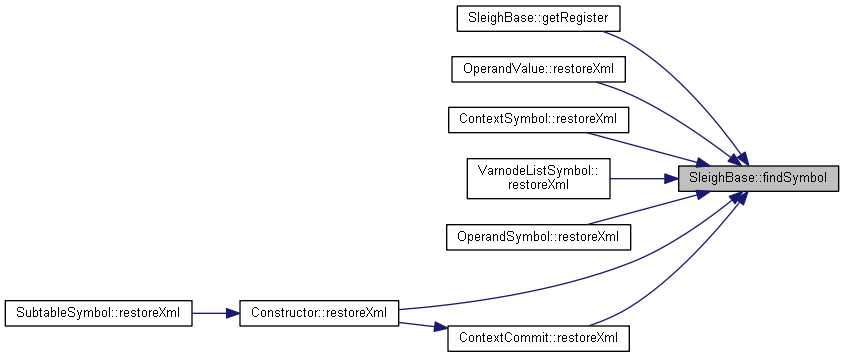 SleighBase::getRegister
OperandValue::restoreXml
ContextSymbol::restoreXml
VarnodeListSymbol::
restoreXml
SleighBase::findSymbol
OperandSymbol::restoreXml
SubtableSymbol::restoreXml
Constructor::restoreXml
ContextCommit::restoreXml